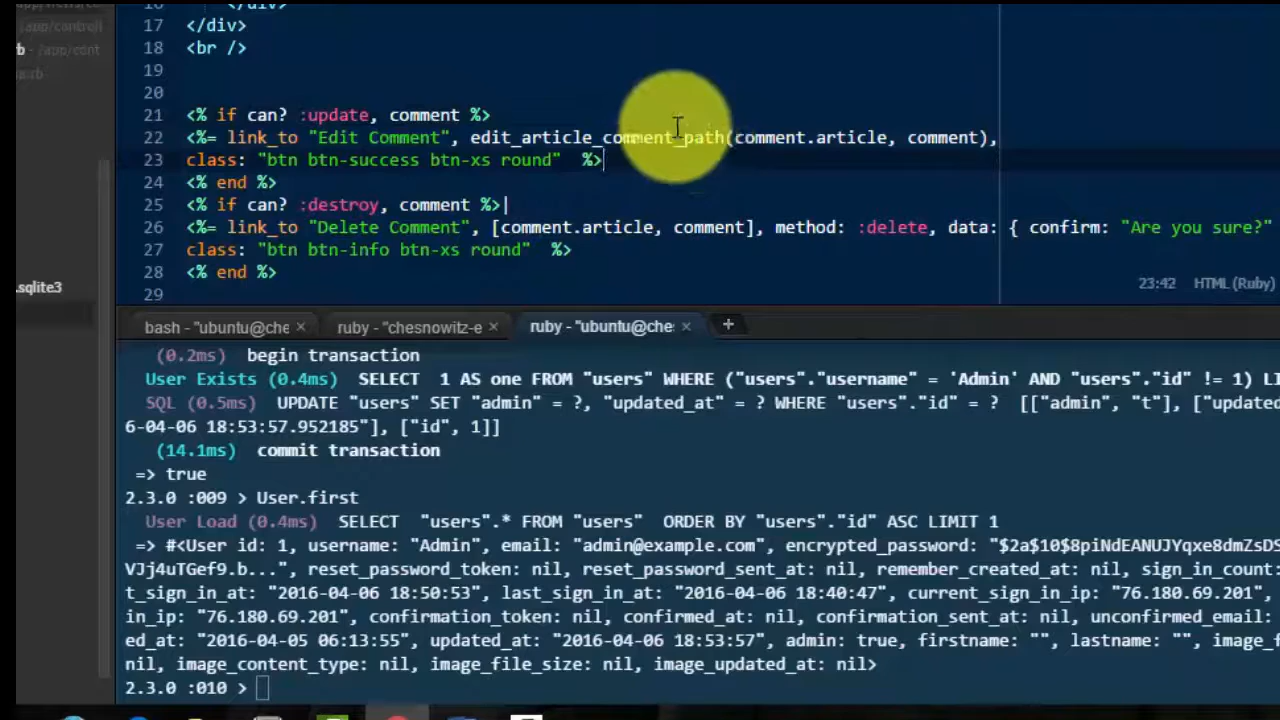 app/views/com
16 </div>
/app/controll
17 </div>
b - /app/cont
18 <br />
a.rb
19
20
21 <% if can? :update, comment %>
22 <%= link_to "Edit Comment", edit_article_comment_path(comment.article, comment),
23 class: "btn btn-success btn-xs round"  %>
24 <% end %>
25 <% if can? :destroy, comment %>
26 <%= link_to "Delete Comment", [comment.article, comment], method: :delete, data: { confirm: "Are you sure?"
27 class: "btn btn-info btn-xs round"  %>
28 <% end %>
29
.sqlite3
23:42 HTML (Ruby)
bash - "ubuntu@che × ruby - "chesnowitz-e × ruby - "ubuntu@ches × +
(0.2ms)  begin transaction
User Exists (0.4ms)  SELECT  1 AS one FROM "users" WHERE ("users"."username" = 'Admin' AND "users"."id" != 1) LI
SQL (0.5ms)  UPDATE "users" SET "admin" = ?, "updated_at" = ? WHERE "users"."id" = ?  [["admin", "t"], ["updated
6-04-06 18:53:57.952185"], ["id", 1]]
(14.1ms)  commit transaction
=> true
2.3.0 :009 > User.first
User Load (0.4ms)  SELECT  "users".* FROM "users"  ORDER BY "users"."id" ASC LIMIT 1
=> #<User id: 1, username: "Admin", email: "admin@example.com", encrypted_password: "$2a$10$8piNdEANUJYqxe8dmZsDS
VJj4uTGef9.b...", reset_password_token: nil, reset_password_sent_at: nil, remember_created_at: nil, sign_in_count:
t_sign_in_at: "2016-04-06 18:50:53", last_sign_in_at: "2016-04-06 18:40:47", current_sign_in_ip: "76.180.69.201",
in_ip: "76.180.69.201", confirmation_token: nil, confirmed_at: nil, confirmation_sent_at: nil, unconfirmed_email:
ed_at: "2016-04-05 06:13:55", updated_at: "2016-04-06 18:53:57", admin: true, firstname: "", lastname: "", image_f
nil, image_content_type: nil, image_file_size: nil, image_updated_at: nil>
2.3.0 :010 >